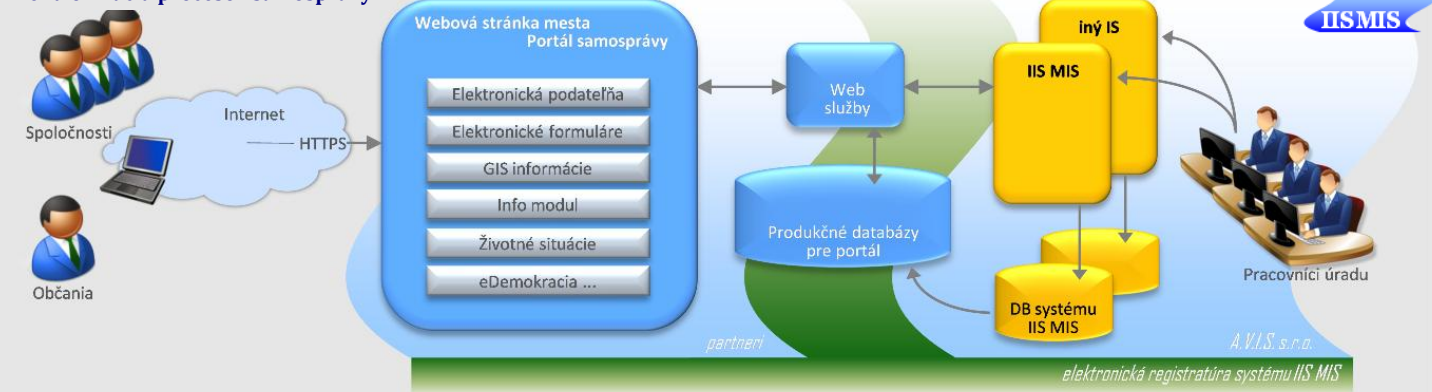 Webová stránka mesta
Portál samosprávy
iný IS
IIS MIS
IIS MIS
Elektronická podateľňa
Web
služby
Internet
Spoločnosti
Elektronické formuláre
HTTPS
GIS informácie
Info modul
Produkčné databázy
pre portál
Životné situácie
Občania
eDemokracia ...
Pracovníci úradu
DB systému
IIS MIS
partneri
A.V.I.S. s.r.o.
elektronická registratúra systému IIS MIS